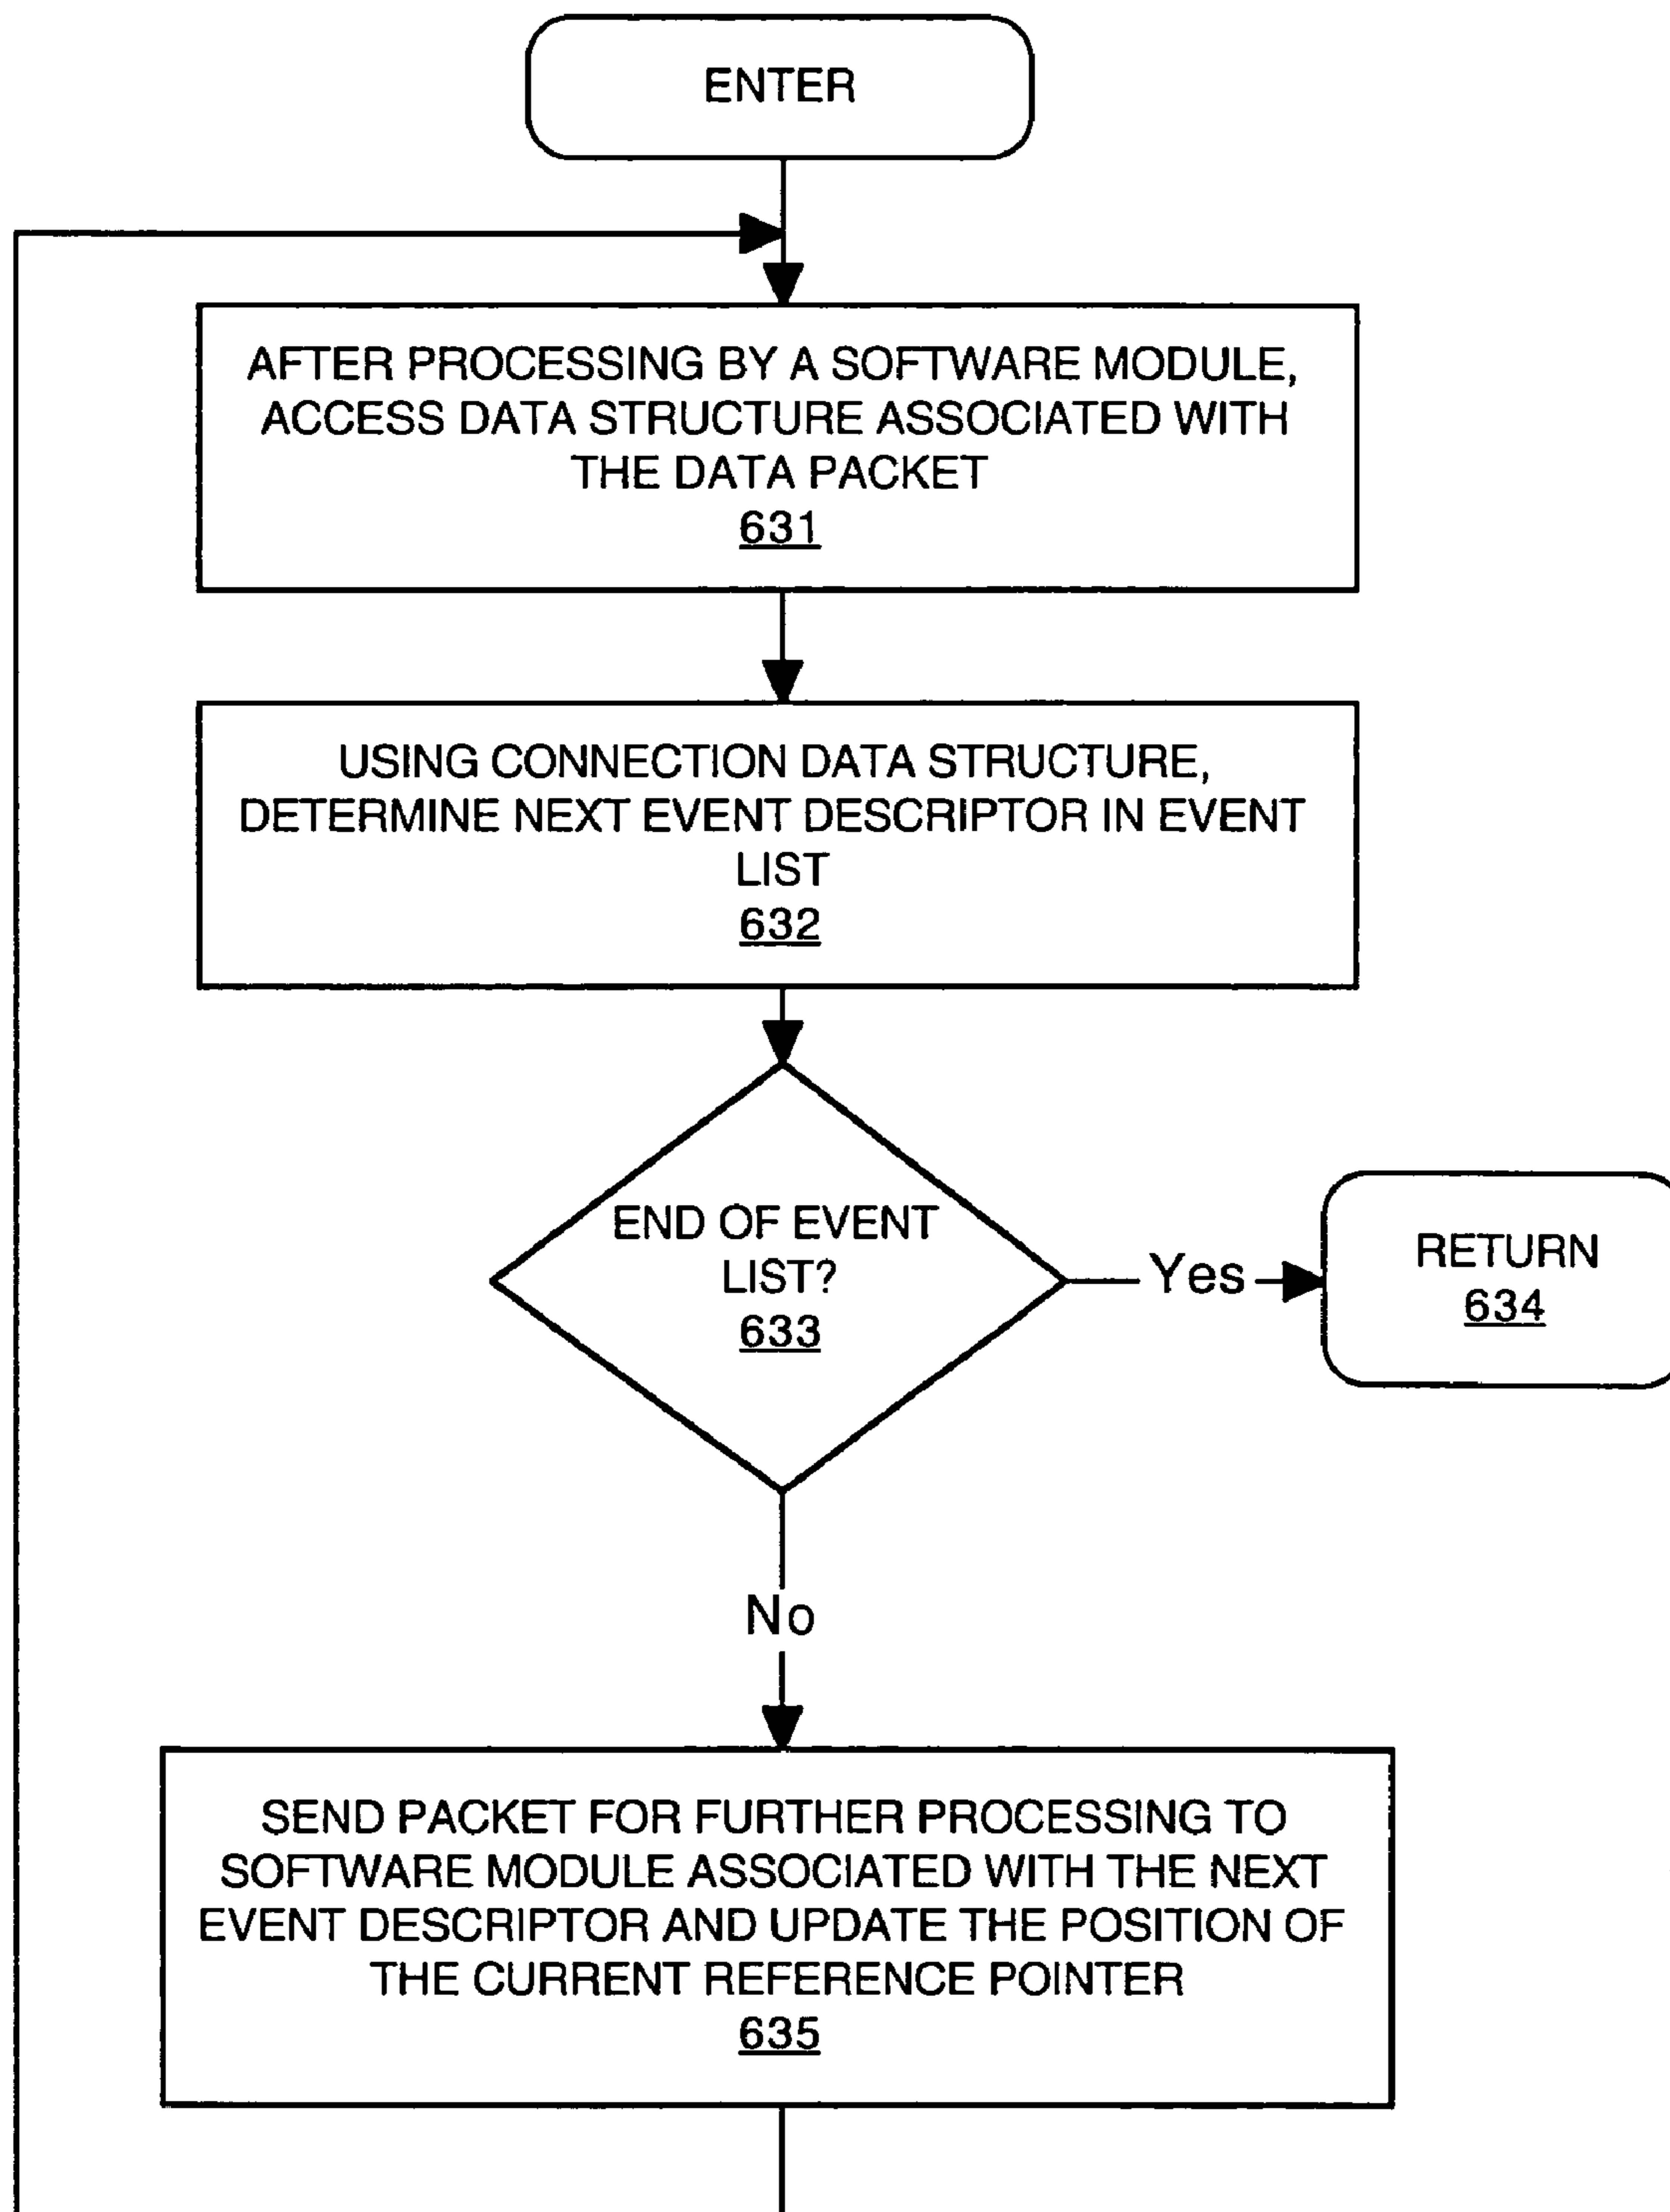 ENTER
AFTER PROCESSING BY A SOFTWARE MODULE,
ACCESS DATA STRUCTURE ASSOCIATED WITH
THE DATA PACKET
631
USING CONNECTION DATA STRUCTURE,
DETERMINE NEXT EVENT DESCRIPTOR IN EVENT
LIST
632
END OF EVENT
LIST?
633
Yes
RETURN
634
No
SEND PACKET FOR FURTHER PROCESSING TO
SOFTWARE MODULE ASSOCIATED WITH THE NEXT
EVENT DESCRIPTOR AND UPDATE THE POSITION OF
THE CURRENT REFERENCE POINTER
635